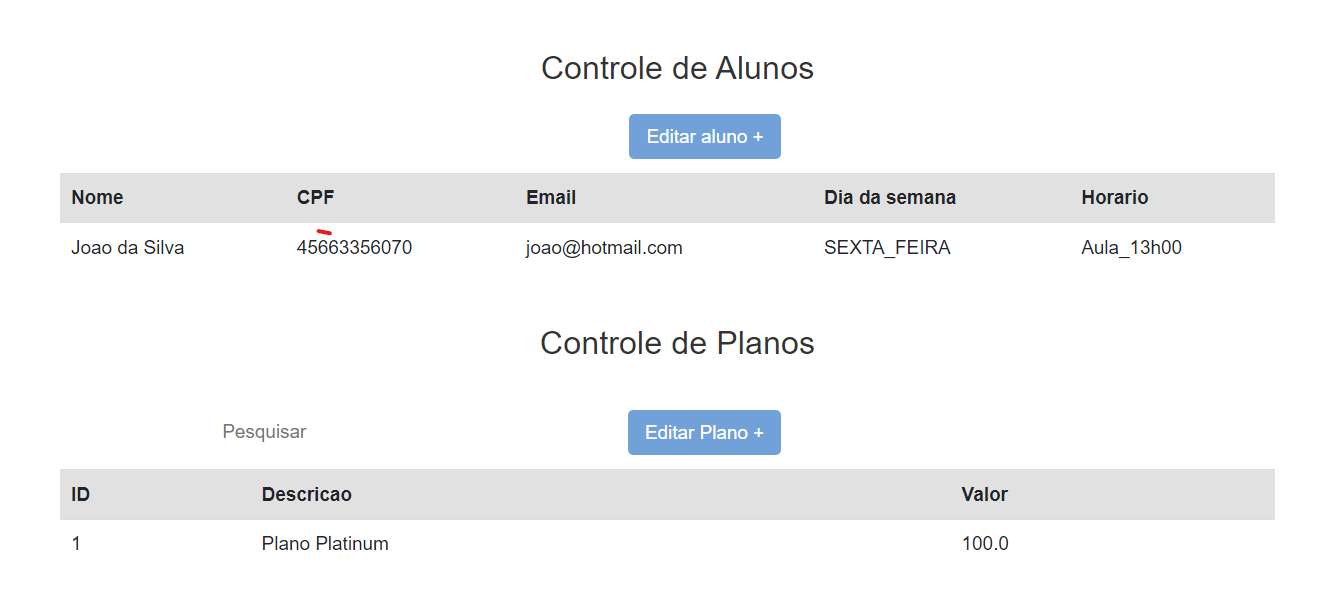 Controle de Alunos
Editar aluno +
Nome CPF Email Dia da semana Horario
Joao da Silva 45663356070 joao@hotmail.com SEXTA_FEIRA Aula_13h00
Controle de Planos
Pesquisar Editar Plano +
ID Descricao Valor
1 Plano Platinum 100.0